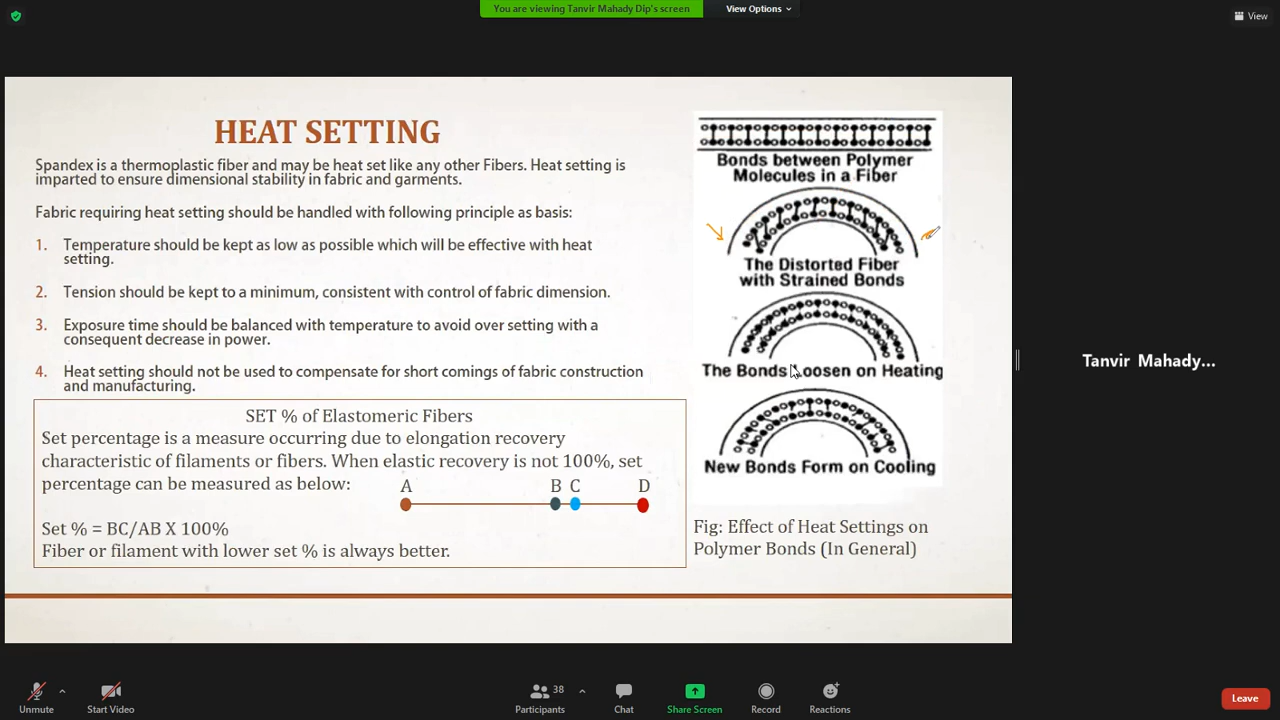 You are viewing Tanvir Mahady Dip's screen
View Options
View
HEAT SETTING
Spandex is a thermoplastic fiber and may be heat set like any other Fibers. Heat setting is
imparted to ensure dimensional stability in fabric and garments.
Fabric requiring heat setting should be handled with following principle as basis:
1. Temperature should be kept as low as possible which will be effective with heat
setting.
2. Tension should be kept to a minimum, consistent with control of fabric dimension.
3. Exposure time should be balanced with temperature to avoid over setting with a
consequent decrease in power.
4. Heat setting should not be used to compensate for short comings of fabric construction
and manufacturing.
SET % of Elastomeric Fibers
Set percentage is a measure occurring due to elongation recovery
characteristic of filaments or fibers. When elastic recovery is not 100%, set
percentage can be measured as below:
A B C D
Set % = BC/AB X 100%
Fiber or filament with lower set % is always better.
Bonds between Polymer
Molecules in a Fiber
The Distorted Fiber
with Strained Bonds
The Bonds Loosen on Heating
New Bonds Form on Cooling
Fig: Effect of Heat Settings on
Polymer Bonds (In General)
Tanvir Mahady...
Unmute
Start Video
38
Participants
Chat
Share Screen
Record
Reactions
Leave